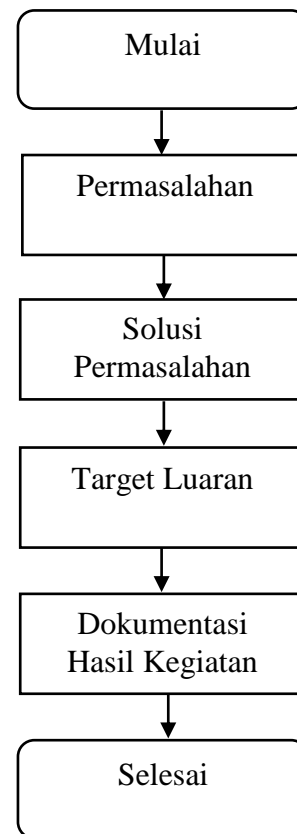 Mulai
Permasalahan
Solusi
Permasalahan
Target Luaran
Dokumentasi
Hasil Kegiatan
Selesai